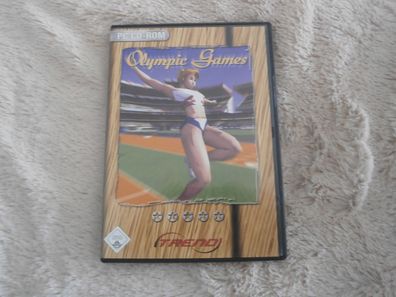 PC CD-ROM
Olympic Games
TREND